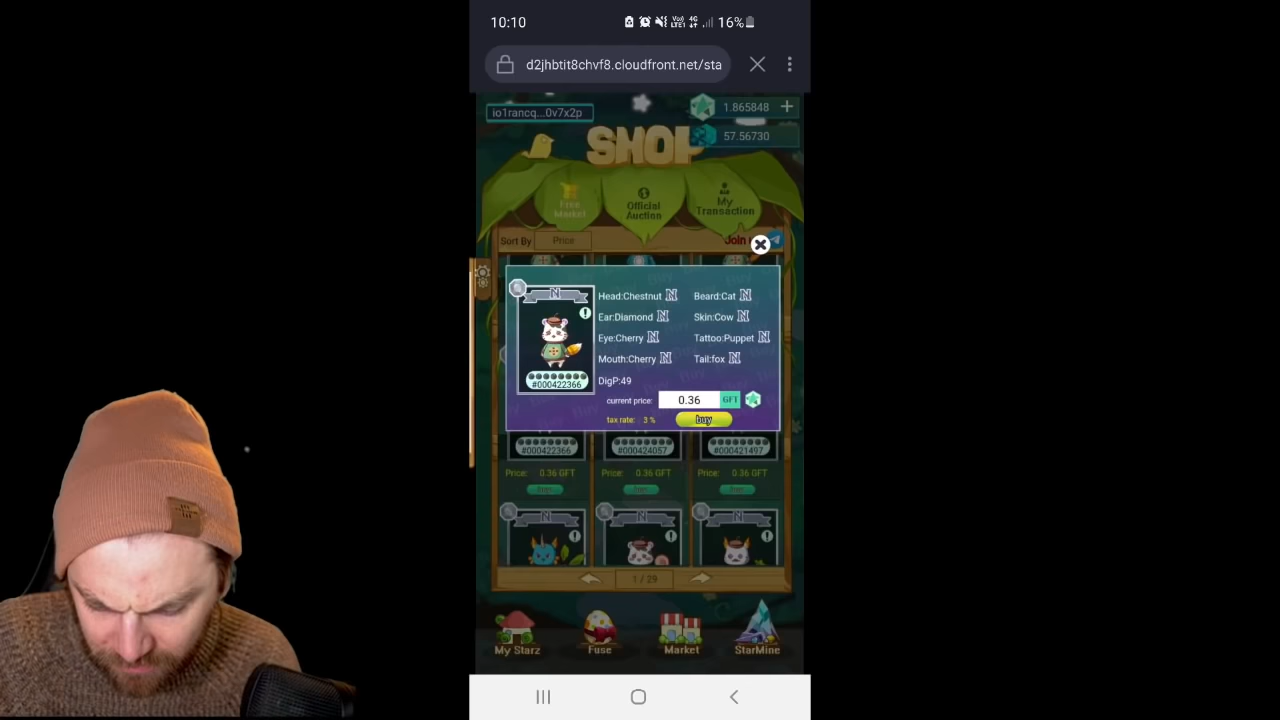 10:10
16%
d2jhbtit8chvf8.cloudfront.net/sta
io1rancq...0v7x2p
1.865848
57.56730
SHOP
Free Market
Official Auction
My Transaction
Sort By Price
Join
N
#000422366
Head:Chestnut N
Beard:Cat N
Ear:Diamond N
Skin:Cow N
Eye:Cherry N
Tattoo:Puppet N
Mouth:Cherry N
Tail:fox N
DigP:49
current price: 0.36 GFT
tax rate: 3 %
buy
#000422366
#000424057
#000421497
Price: 0.36 GFT
Price: 0.36 GFT
Price: 0.36 GFT
N
N
N
1 / 29
My Starz
Fuse
Market
StarMine